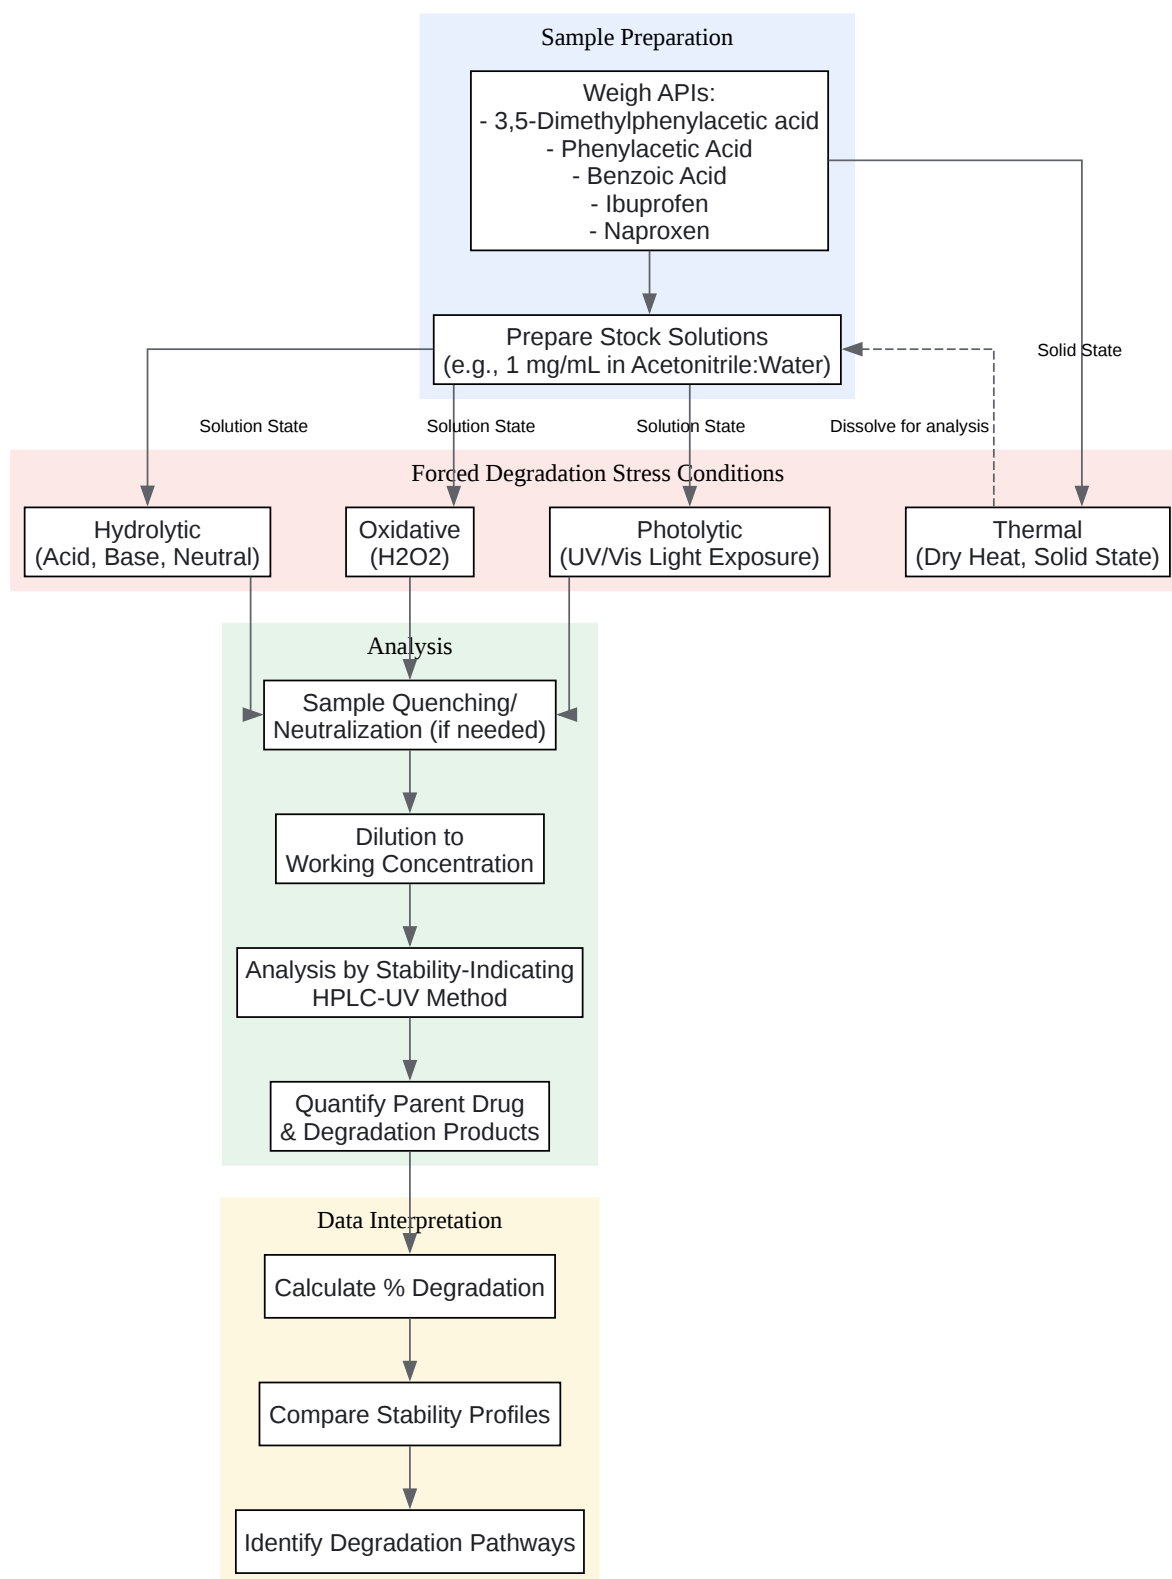 Sample Preparation
Weigh APIs:
- 3,5-Dimethylphenylacetic acid
- Phenylacetic Acid
- Benzoic Acid
- Ibuprofen
- Naproxen
Prepare Stock Solutions
(e.g., 1 mg/mL in Acetonitrile:Water)
Solid State
Solution State
Solution State
Solution State
Dissolve for analysis
Forced Degradation Stress Conditions
Hydrolytic
(Acid, Base, Neutral)
Oxidative
(H2O2)
Photolytic
(UV/Vis Light Exposure)
Thermal
(Dry Heat, Solid State)
Analysis
Sample Quenching/
Neutralization (if needed)
Dilution to
Working Concentration
Analysis by Stability-Indicating
HPLC-UV Method
Quantify Parent Drug
& Degradation Products
Data Interpretation
Calculate % Degradation
Compare Stability Profiles
Identify Degradation Pathways